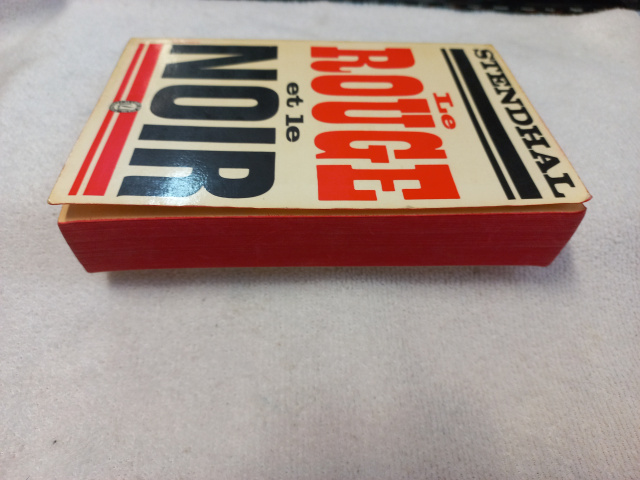 STENDHAL
Le
ROUGE
et le
NOIR